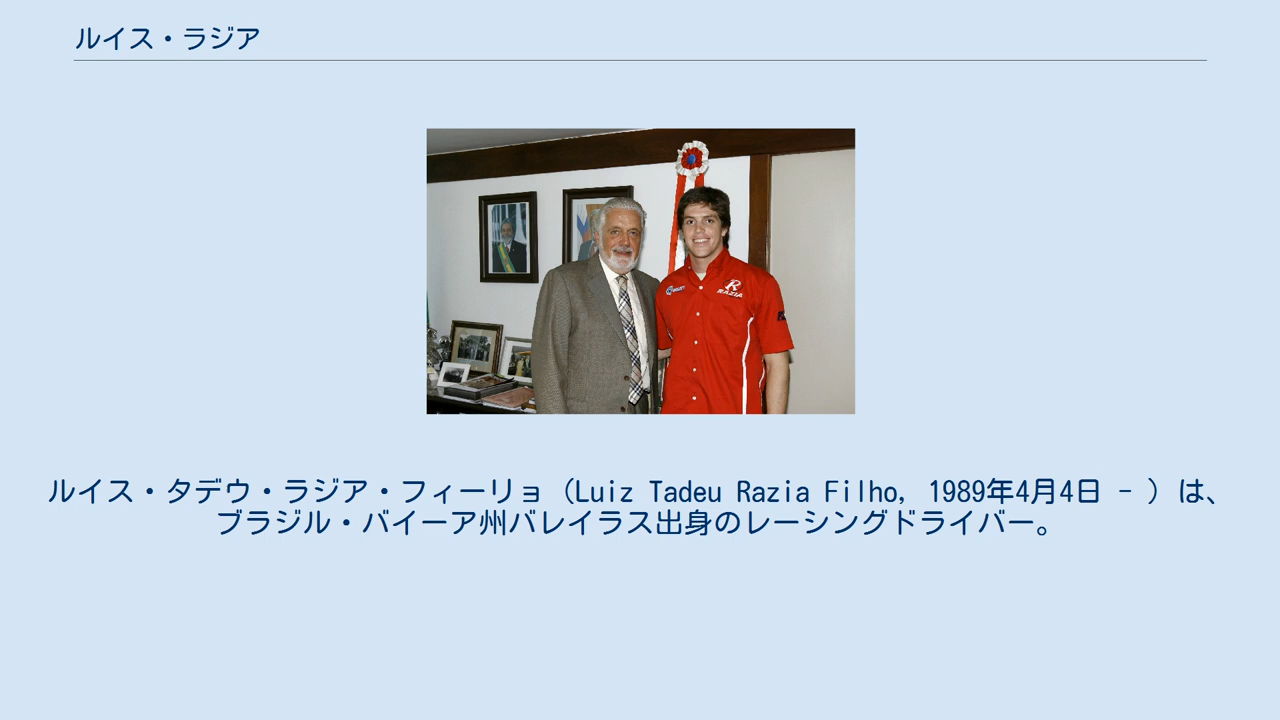 ルイス・ラジア
R
RAZIA
ルイス・タデウ・ラジア・フィーリョ（Luiz Tadeu Razia Filho, 1989年4月4日 - ）は、
ブラジル・バイーア州バレイラス出身のレーシングドライバー。